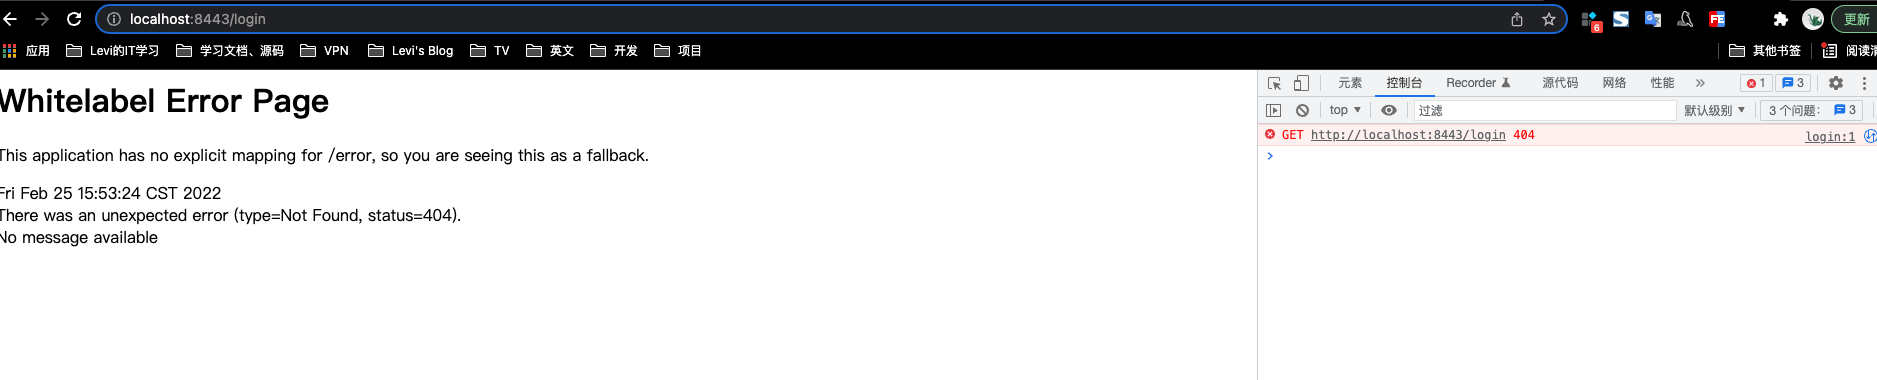 localhost:8443/login
6
FE
更新
应用
Levi的IT学习
学习文档、源码
VPN
Levi's Blog
TV
英文
开发
项目
其他书签
Whitelabel Error Page
This application has no explicit mapping for /error, so you are seeing this as a fallback.
Fri Feb 25 15:53:24 CST 2022
There was an unexpected error (type=Not Found, status=404).
No message available
元素
控制台
Recorder
源代码
网络
性能
1
3
top
过滤
默认级别
3 个问题:
3
GET http://localhost:8443/login 404
login:1